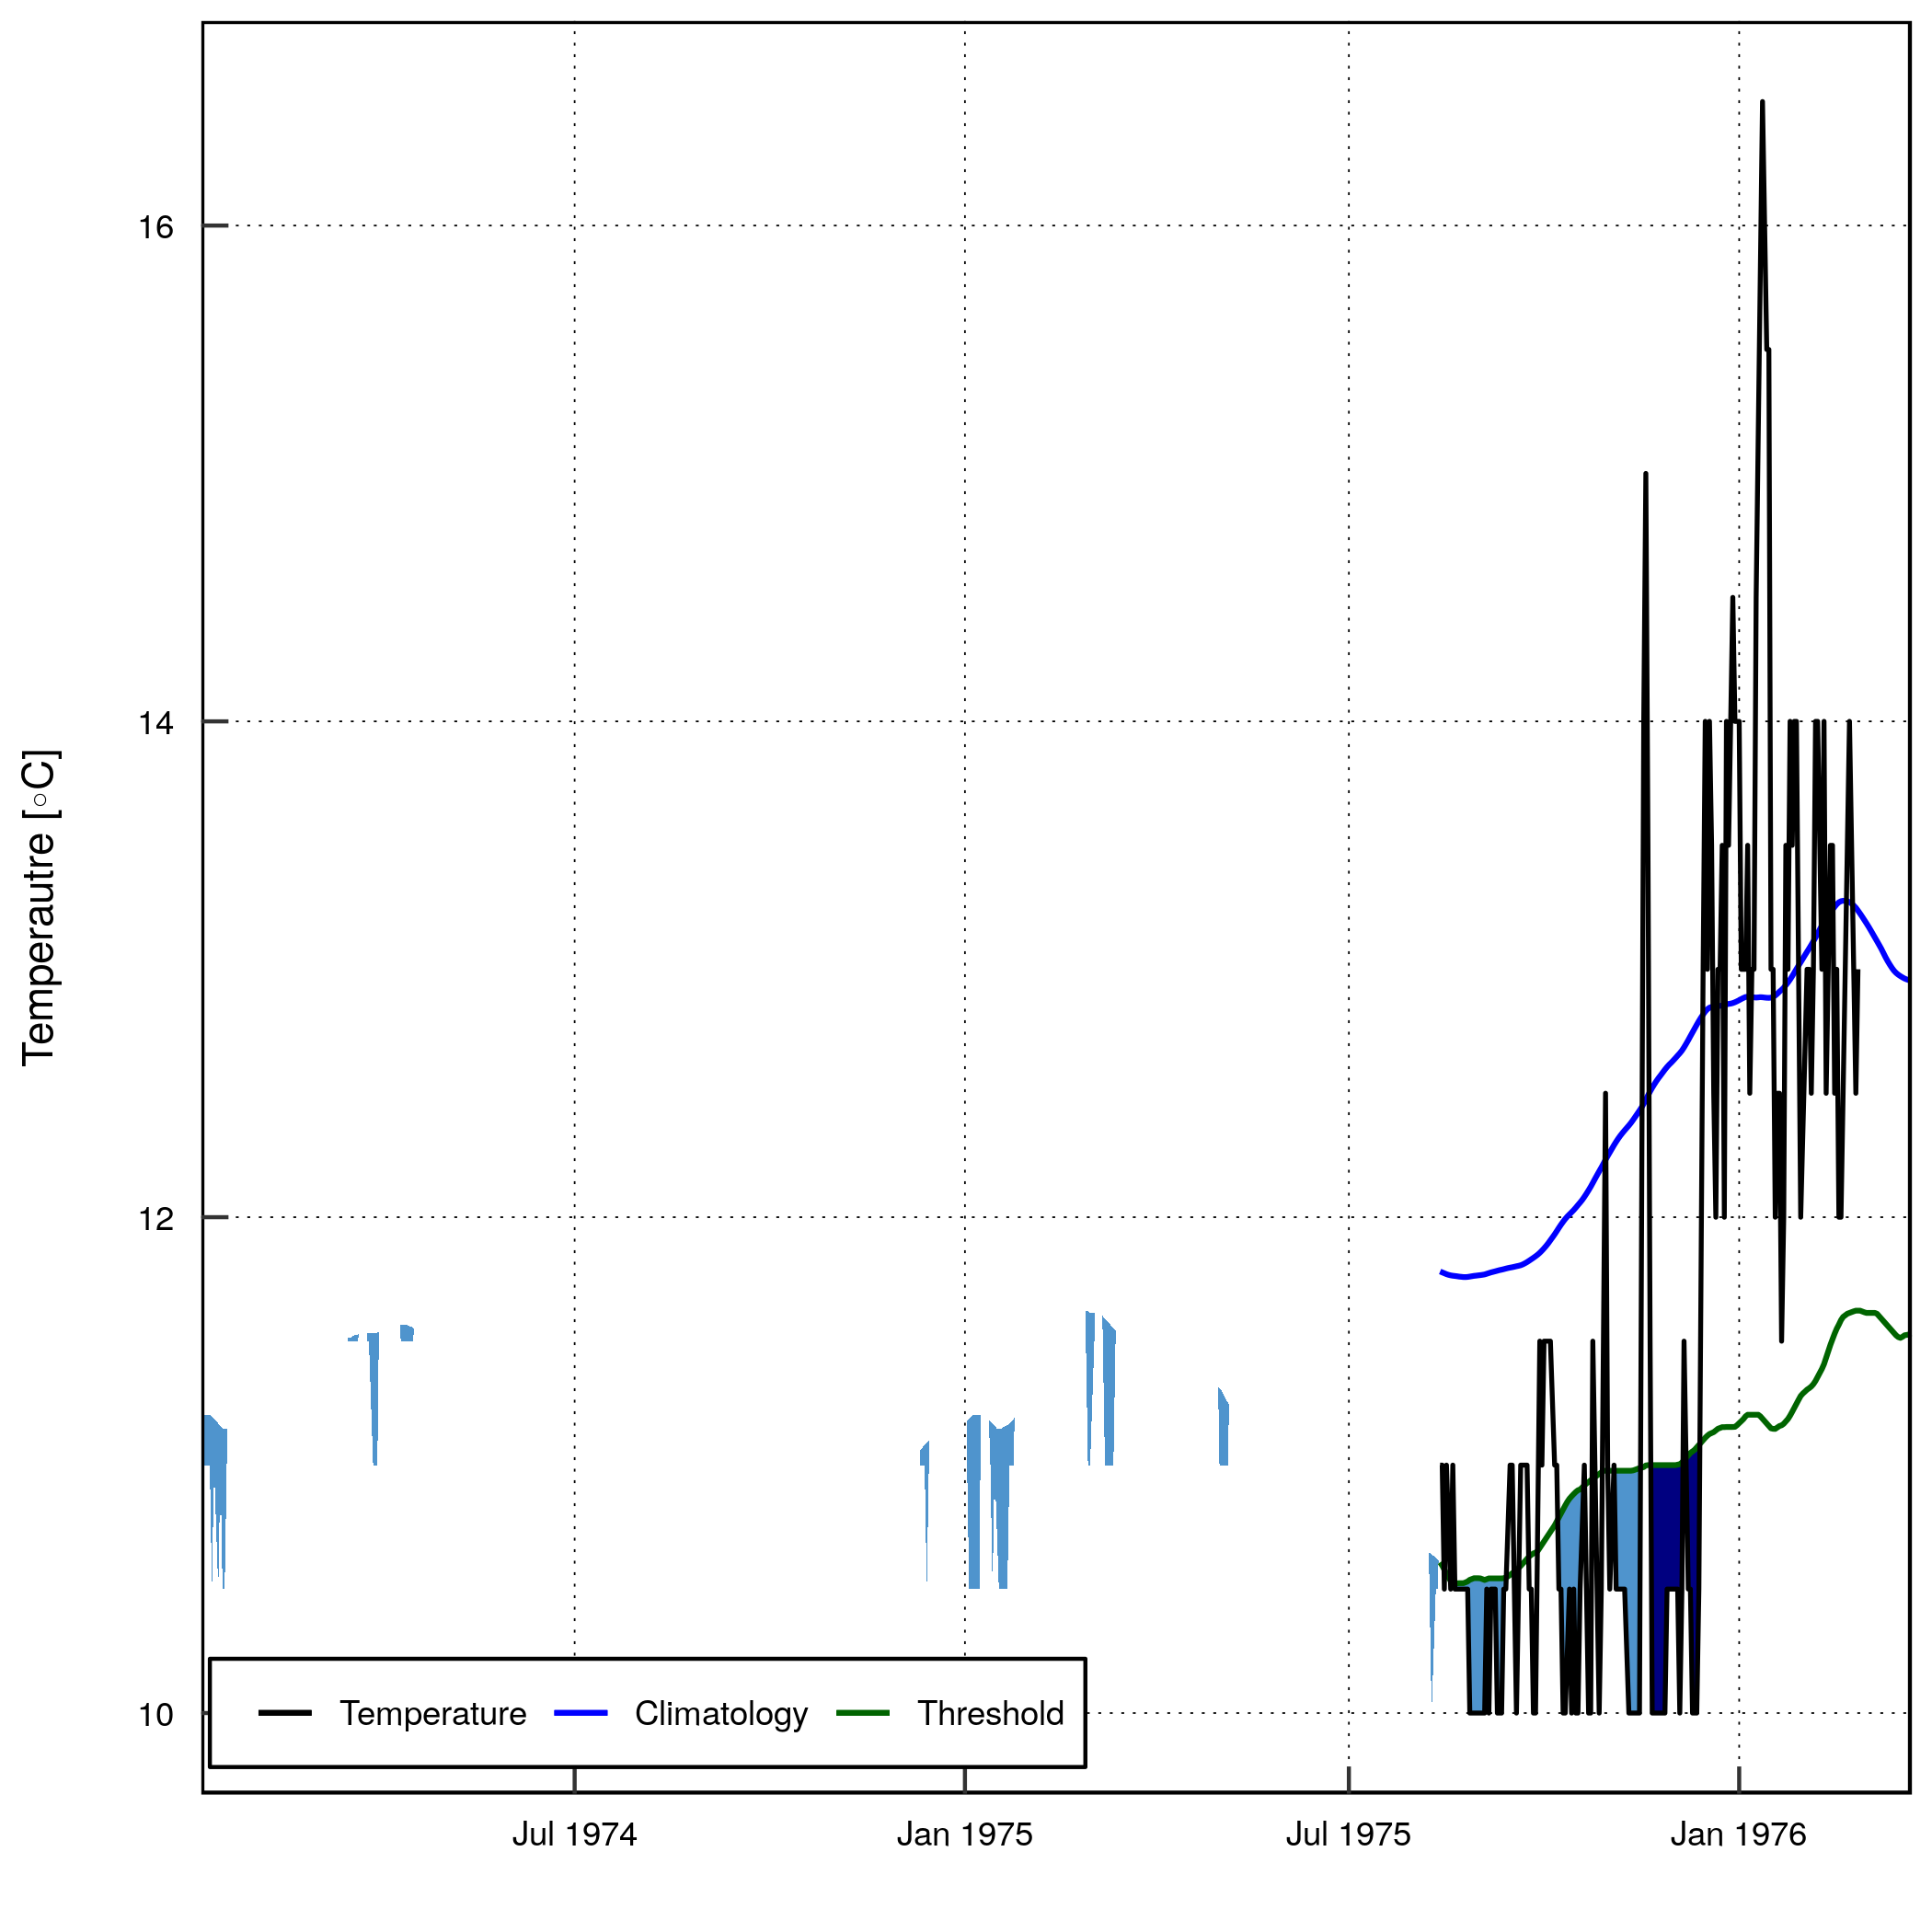 16
14
12
10
Temperautre [◦C]
Temperature Climatology Threshold
Jul 1974 Jan 1975 Jul 1975 Jan 1976